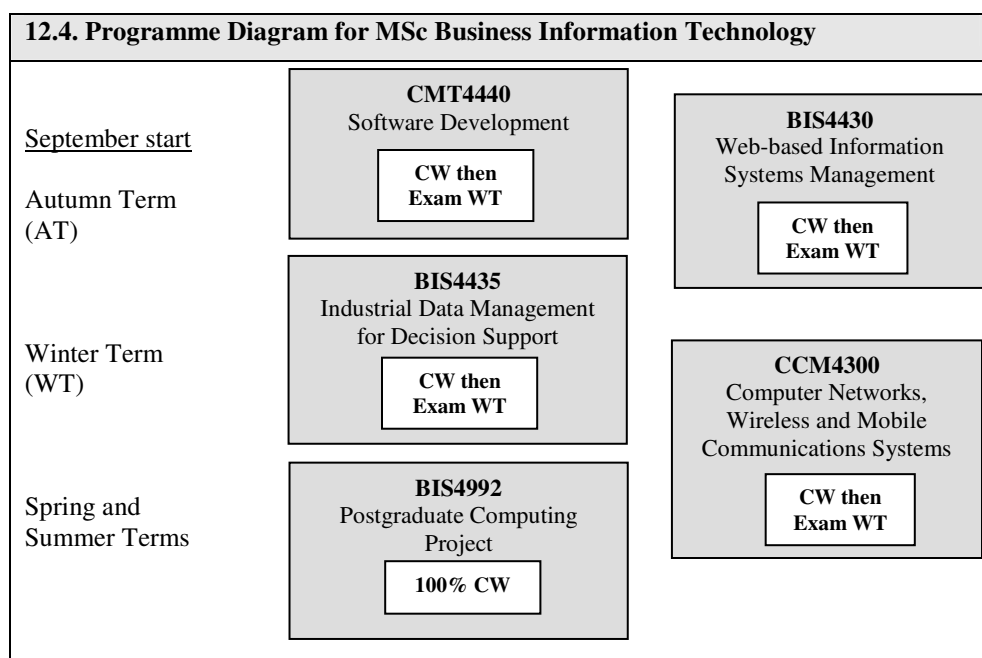 12.4. Programme Diagram for MSc Business Information Technology
September start
Autumn Term
(AT)
CMT4440
Software Development
CW then
Exam WT
BIS4430
Web-based Information
Systems Management
CW then
Exam WT
Winter Term
(WT)
BIS4435
Industrial Data Management
for Decision Support
CW then
Exam WT
CCM4300
Computer Networks,
Wireless and Mobile
Communications Systems
CW then
Exam WT
Spring and
Summer Terms
BIS4992
Postgraduate Computing
Project
100% CW